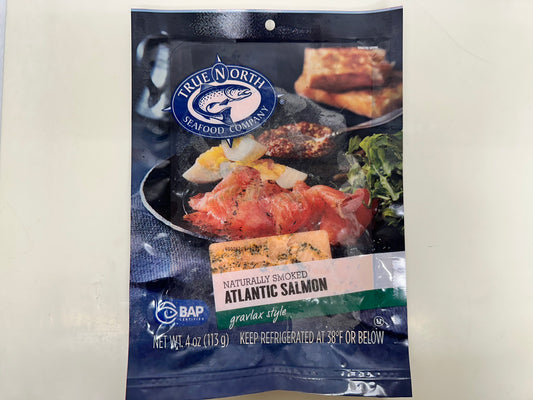 TRUE NORTH
SEAFOOD COMPANY
NATURALLY SMOKED
ATLANTIC SALMON
gravlax style
BAP
CERTIFIED
NET WT. 4 oz (113 g) KEEP REFRIGERATED AT 38°F OR BELOW